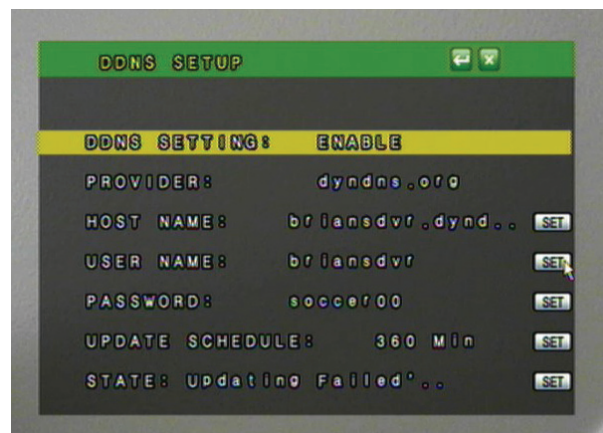 DDNS SETUP
DDNS SETTING: ENABLE
PROVIDER: dyndns.org
HOST NAME: briansdvr.dynd.. SET
USER NAME: briansdvr SET
PASSWORD: soccer00 SET
UPDATE SCHEDULE: 360 Min SET
STATE: Updating Failed'.. SET